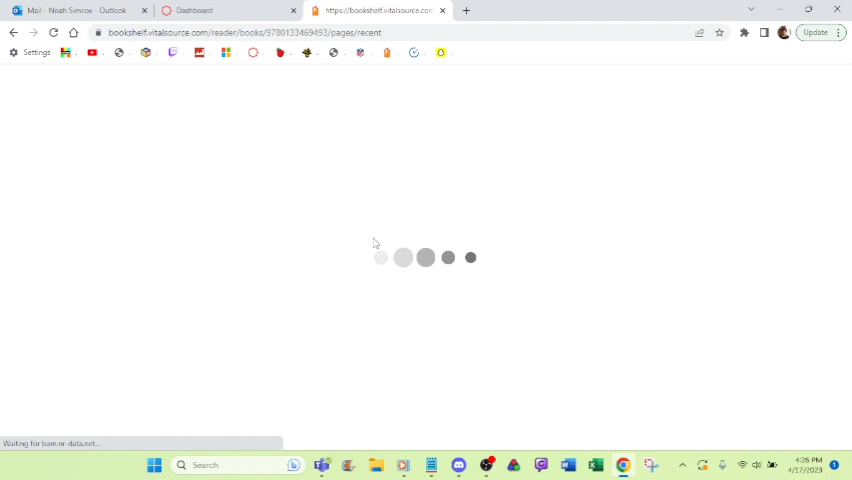 Mail - Noah Simcox - Outlook
Dashboard
https://bookshelf.vitalsource.com
bookshelf.vitalsource.com/reader/books/9780133469493/pages/recent
Update
Settings
Waiting for bam.nr-data.net...
Search
4:26 PM
4/17/2023
1